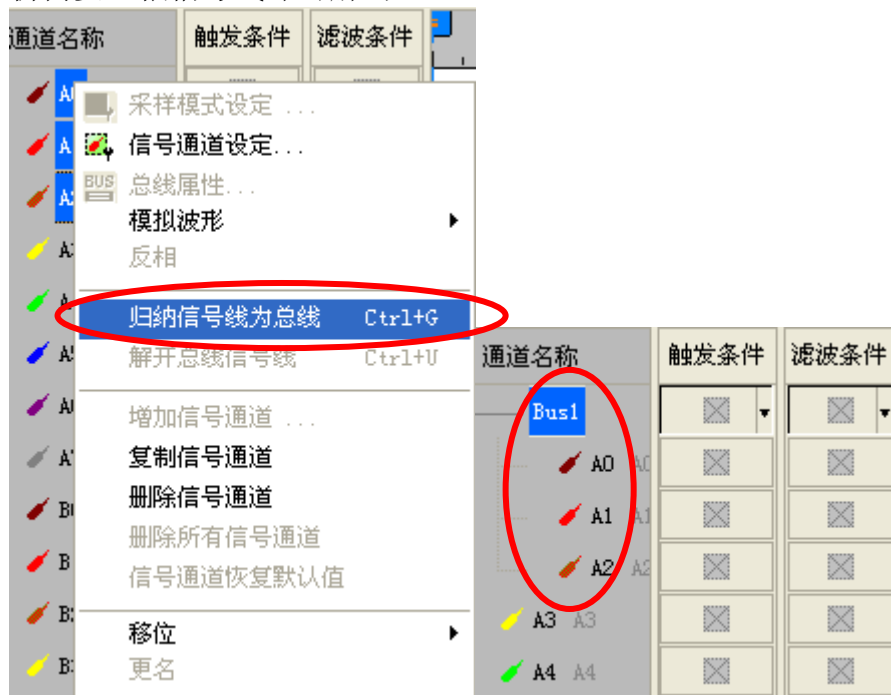 通道名称 触发条件 滤波条件
采样模式设定 ...
信号通道设定...
BUS 总线属性...
模拟波形
反相
归纳信号线为总线 Ctrl+G
解开总线信号线 Ctrl+U
增加信号通道 ...
复制信号通道
删除信号通道
删除所有信号通道
信号通道恢复默认值
移位
更名
通道名称 触发条件 滤波条件
Bus1
A0 A0
A1 A1
A2 A2
A3 A3
A4 A4